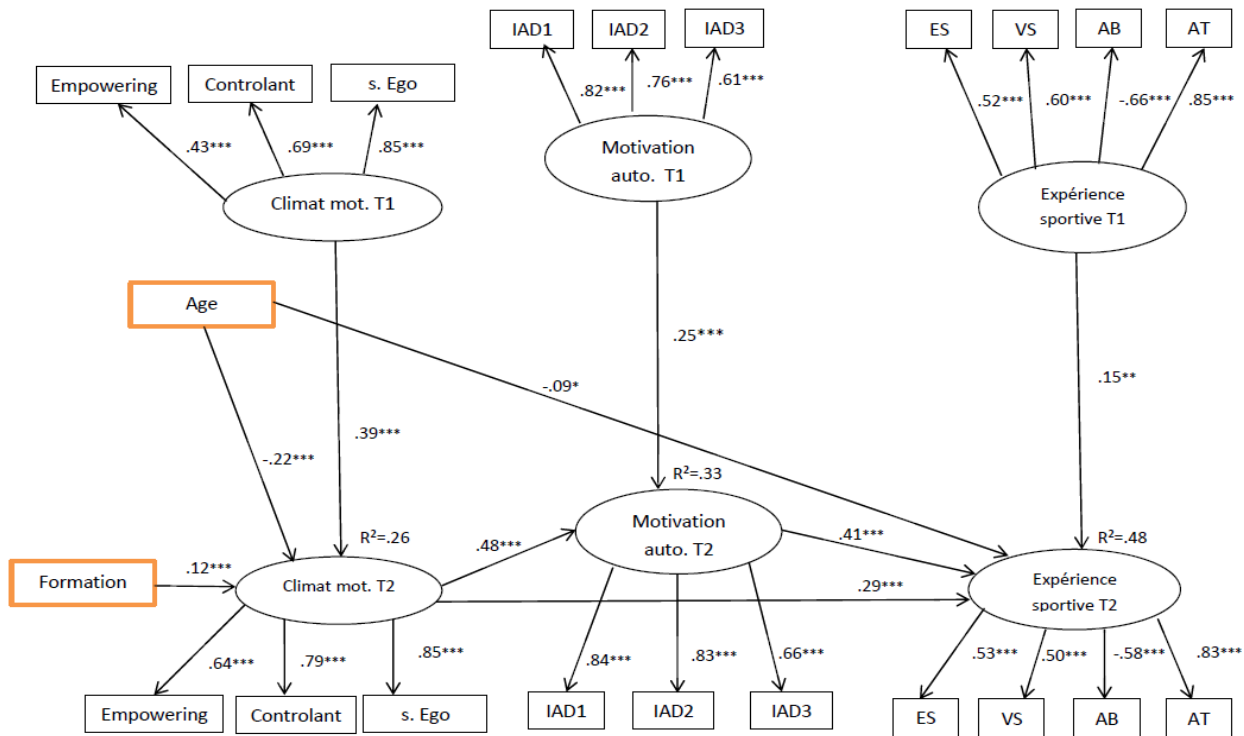 IAD1 IAD2 IAD3
ES VS AB AT
Empowering Controlant s. Ego
.82*** .76*** .61***
.52*** .60*** -.66*** .85***
.43*** .69*** .85***
Motivation
auto. T1
Climat mot. T1
Expérience
sportive T1
Age
.25***
-.09*
.15**
.39***
-.22***
R²=.33
Motivation
auto. T2
R²=.26
.48***
.41***
R²=.48
Formation
.12***
Climat mot. T2
.29***
Expérience
sportive T2
.64*** .79*** .85***
.84*** .83*** .66***
.53*** .50*** -.58*** .83***
Empowering Controlant s. Ego
IAD1 IAD2 IAD3
ES VS AB AT